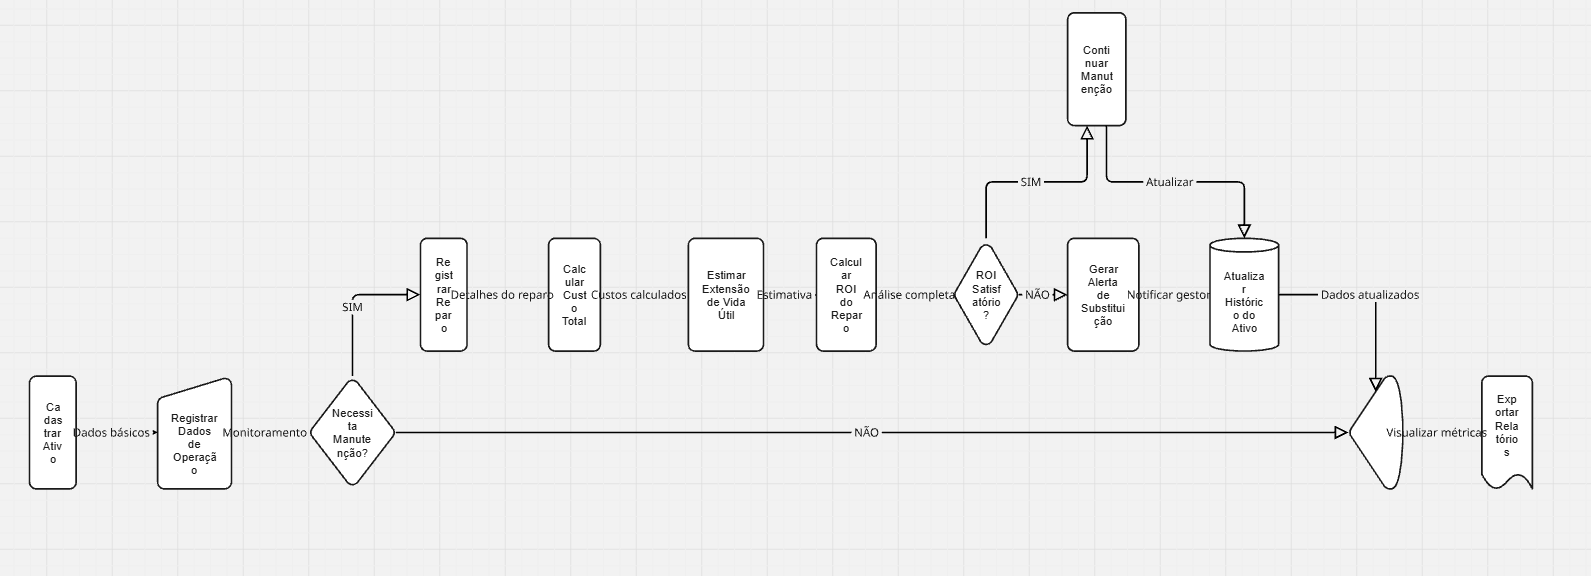 Conti
nuar
Manut
enção
SIM
Atualizar
Re
gist
rar
Re
par
o
Detalhes do reparo
Calc
ular
Cust
o
Total
Custos calculados
Estimar
Extensão
de Vida
Útil
Estimativa
Calcul
ar
ROI
do
Repar
o
Análise completa
ROI
Satisf
atório
?
NÃO
Gerar
Alerta
de
Substitui
ção
Notificar gestor
Atualiza
r
Históric
o do
Ativo
Dados atualizados
SIM
Ca
das
trar
Ativ
o
Dados básicos
Registrar
Dados
de
Operaçã
o
Monitoramento
Necessi
ta
Manute
nção?
NÃO
Visualizar métricas
Exp
ortar
Rela
tório
s